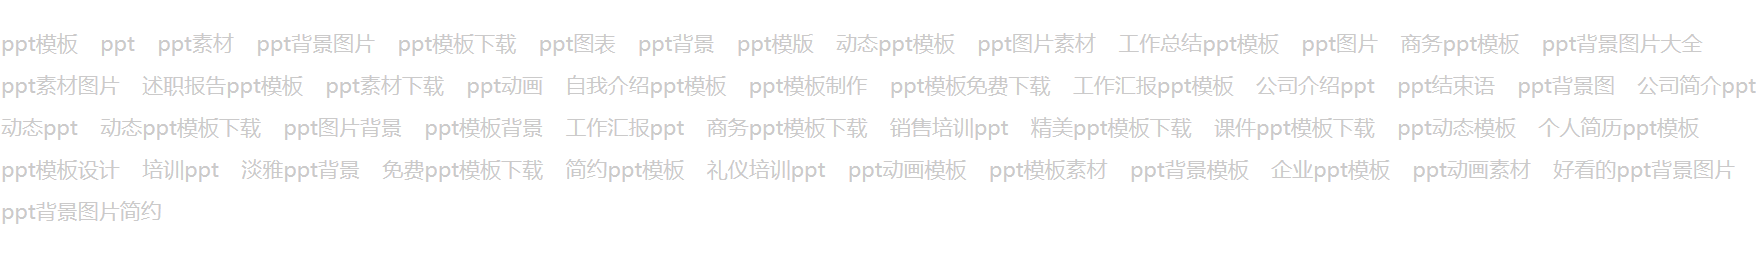 ppt模板 ppt ppt素材 ppt背景图片 ppt模板下载 ppt图表 ppt背景 ppt模版 动态ppt模板 ppt图片素材 工作总结ppt模板 ppt图片 商务ppt模板 ppt背景图片大全
ppt素材图片 述职报告ppt模板 ppt素材下载 ppt动画 自我介绍ppt模板 ppt模板制作 ppt模板免费下载 工作汇报ppt模板 公司介绍ppt ppt结束语 ppt背景图 公司简介ppt
动态ppt 动态ppt模板下载 ppt图片背景 ppt模板背景 工作汇报ppt 商务ppt模板下载 销售培训ppt 精美ppt模板下载 课件ppt模板下载 ppt动态模板 个人简历ppt模板
ppt模板设计 培训ppt 淡雅ppt背景 免费ppt模板下载 简约ppt模板 礼仪培训ppt ppt动画模板 ppt模板素材 ppt背景模板 企业ppt模板 ppt动画素材 好看的ppt背景图片
ppt背景图片简约